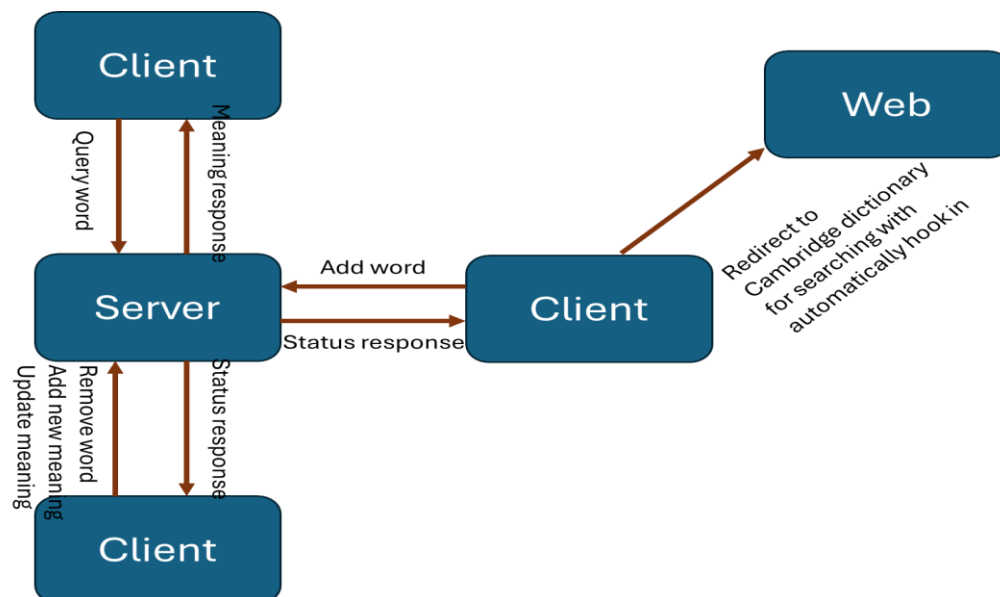 Client
Web
Query word
Meaning response
Redirect to
Cambridge dictionary
for searching with
automatically hook in
Server
Add word
Status response
Client
Remove word
Add new meaning
Update meaning
Status response
Client